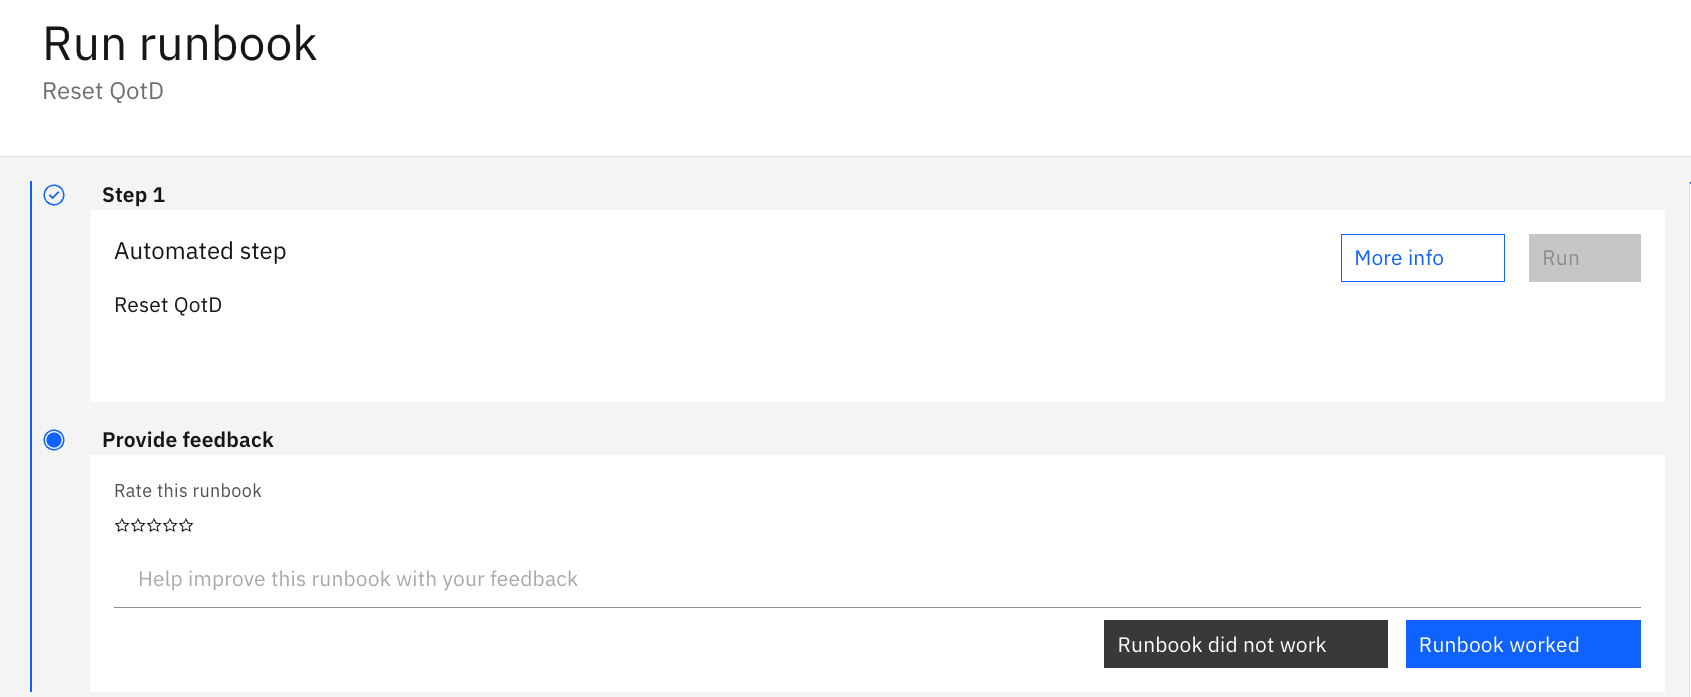 Run runbook
Reset QotD
Step 1
Automated step
More info
Run
Reset QotD
Provide feedback
Rate this runbook
Help improve this runbook with your feedback
Runbook did not work
Runbook worked